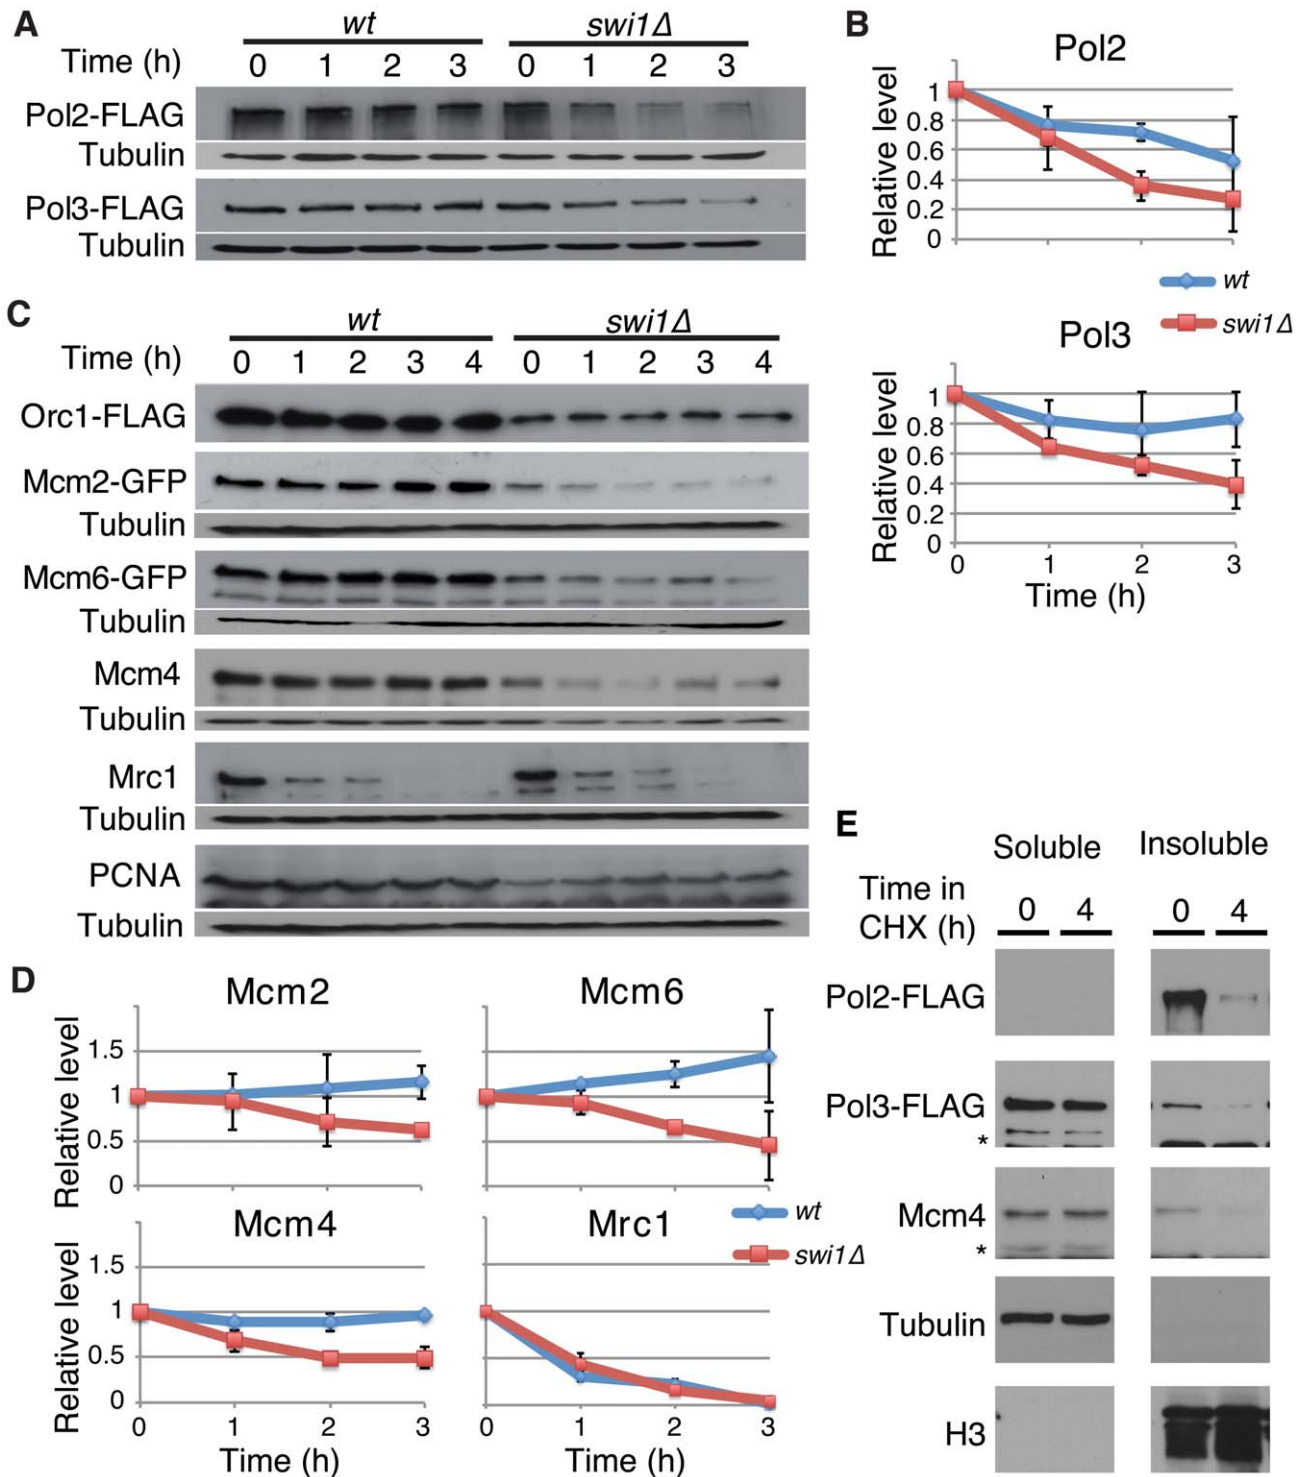 A
wt swi1Δ
Time (h) 0 1 2 3 0 1 2 3
Pol2-FLAG
Tubulin
Pol3-FLAG
Tubulin
B
Pol2
Relative level
1
0.8
0.6
0.4
0.2
0
wt
swi1Δ
Pol3
Relative level
1
0.8
0.6
0.4
0.2
0
0 1 2 3
Time (h)
C
wt swi1Δ
Time (h) 0 1 2 3 4 0 1 2 3 4
Orc1-FLAG
Mcm2-GFP
Tubulin
Mcm6-GFP
Tubulin
Mcm4
Tubulin
Mrc1
Tubulin
PCNA
Tubulin
D
Mcm2
Relative level
1.5
1
0.5
0
Mcm6
Mcm4
Relative level
1.5
1
0.5
0
0 1 2 3
Time (h)
Mrc1
wt
swi1Δ
0 1 2 3
Time (h)
E
Soluble Insoluble
Time in
CHX (h) 0 4 0 4
Pol2-FLAG
Pol3-FLAG
*
Mcm4
*
Tubulin
H3